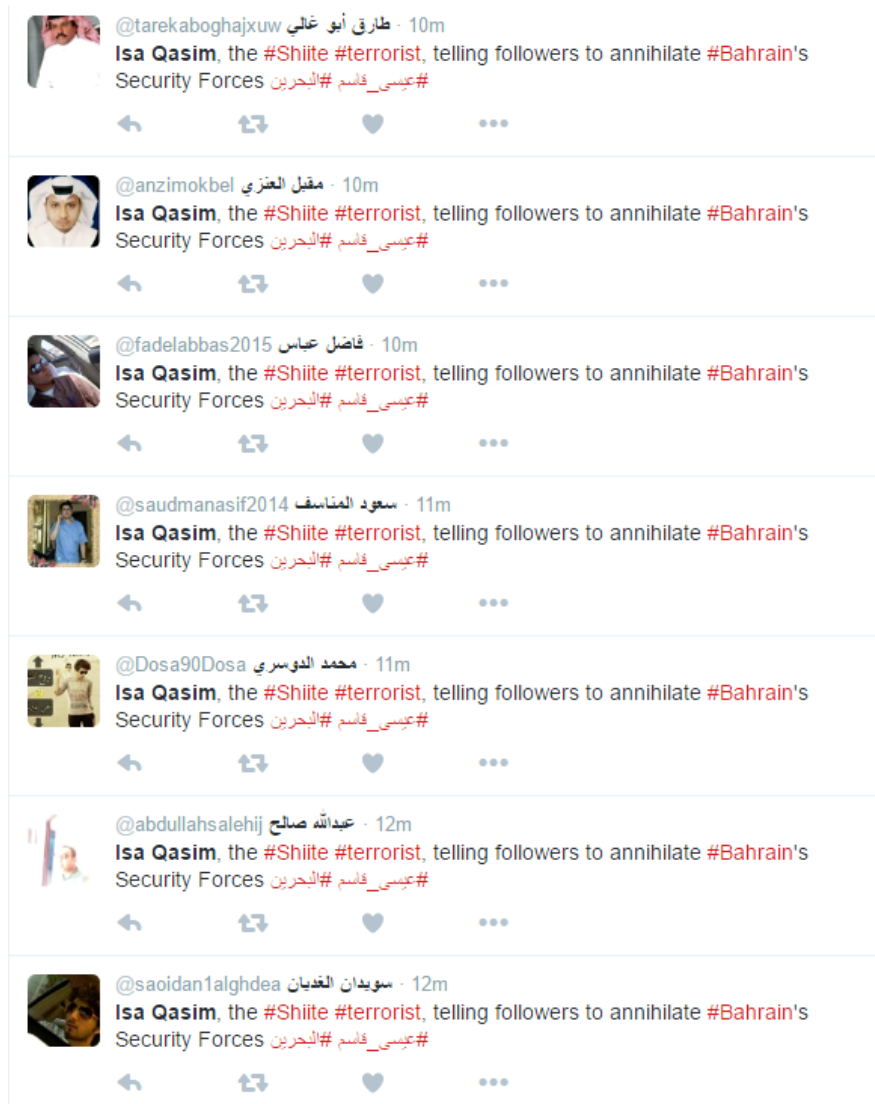 @tarekaboghajxuw طارق أبو غالي · 10m
Isa Qasim, the #Shiite #terrorist, telling followers to annihilate #Bahrain's
Security Forces #عيسى_قاسم #البحرين
@anzimokbel مقبل العنزي · 10m
Isa Qasim, the #Shiite #terrorist, telling followers to annihilate #Bahrain's
Security Forces #عيسى_قاسم #البحرين
@fadelabbas2015 فاضل عباس · 10m
Isa Qasim, the #Shiite #terrorist, telling followers to annihilate #Bahrain's
Security Forces #عيسى_قاسم #البحرين
@saudmanasif2014 سعود المناسف · 11m
Isa Qasim, the #Shiite #terrorist, telling followers to annihilate #Bahrain's
Security Forces #عيسى_قاسم #البحرين
@Dosa90Dosa محمد الدوسري · 11m
Isa Qasim, the #Shiite #terrorist, telling followers to annihilate #Bahrain's
Security Forces #عيسى_قاسم #البحرين
@abdullahsalehij عبدالله صالح · 12m
Isa Qasim, the #Shiite #terrorist, telling followers to annihilate #Bahrain's
Security Forces #عيسى_قاسم #البحرين
@saoidan1alghdea سويدان الغديان · 12m
Isa Qasim, the #Shiite #terrorist, telling followers to annihilate #Bahrain's
Security Forces #عيسى_قاسم #البحرين